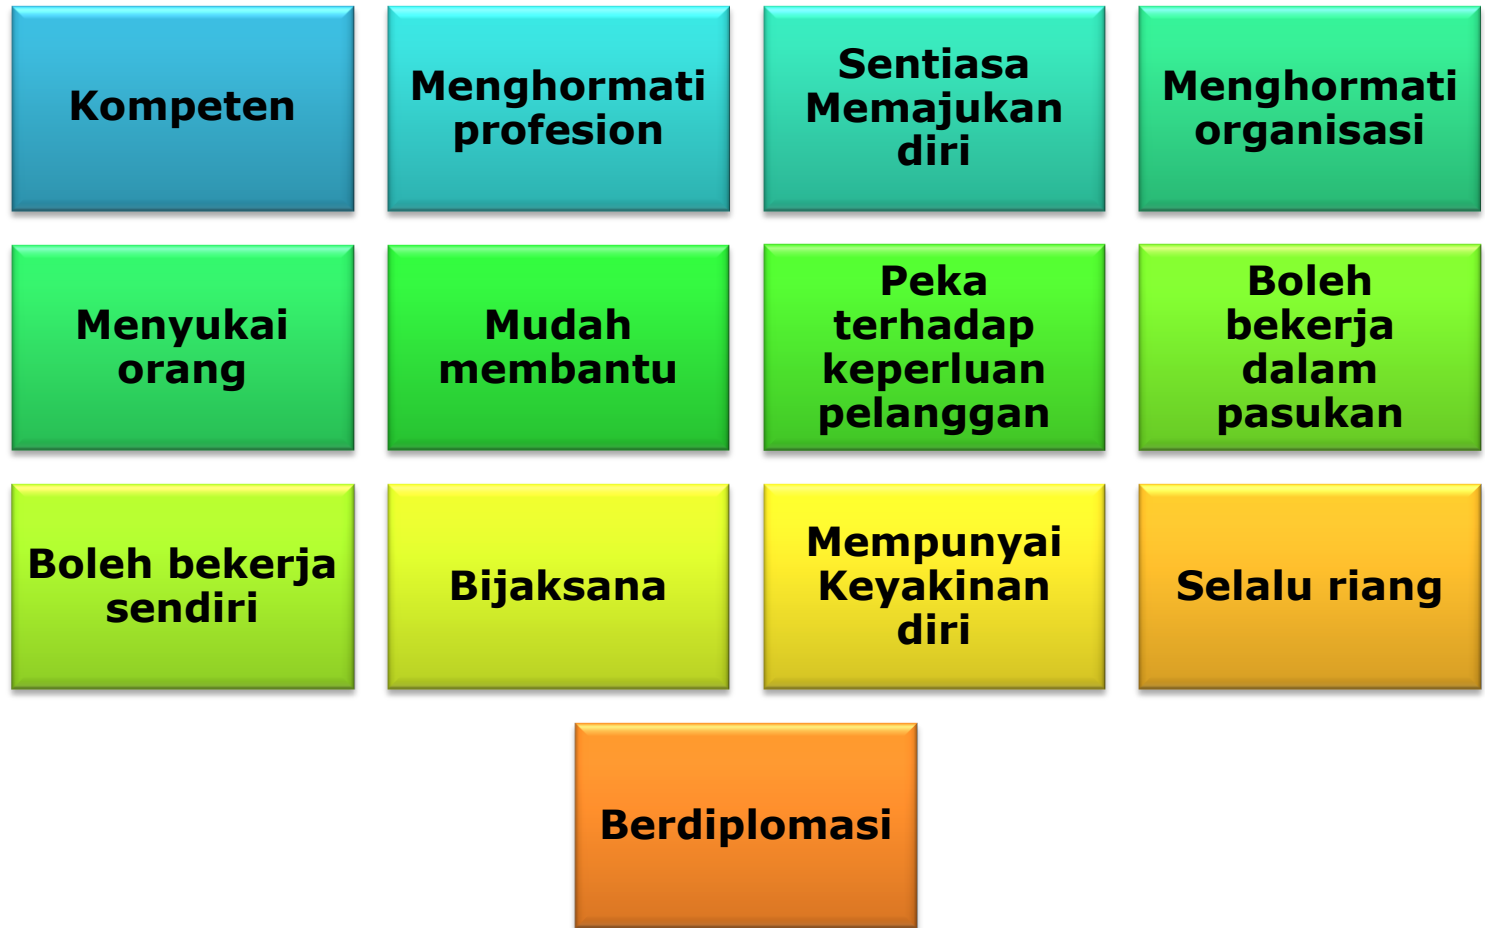 Kompeten
Menghormati
profesion
Sentiasa
Memajukan
diri
Menghormati
organisasi
Menyukai
orang
Mudah
membantu
Peka
terhadap
keperluan
pelanggan
Boleh
bekerja
dalam
pasukan
Boleh bekerja
sendiri
Bijaksana
Mempunyai
Keyakinan
diri
Selalu riang
Berdiplomasi